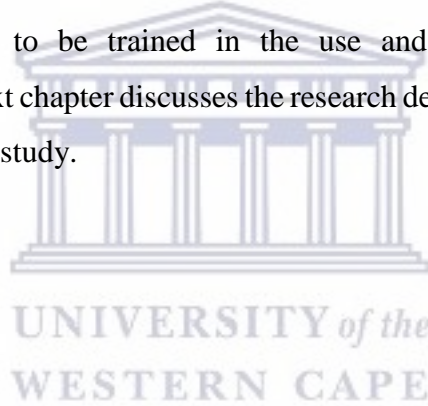 to be trained in the use and
xt chapter discusses the research de
study.
UNIVERSITY of the
WESTERN CAPE